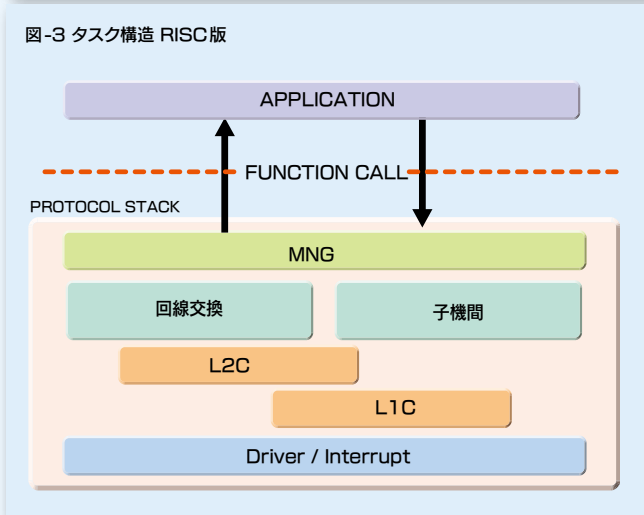 図-3 タスク構造 RISC版
APPLICATION
FUNCTION CALL
PROTOCOL STACK
MNG
回線交換
子機間
L2C
L1C
Driver / Interrupt